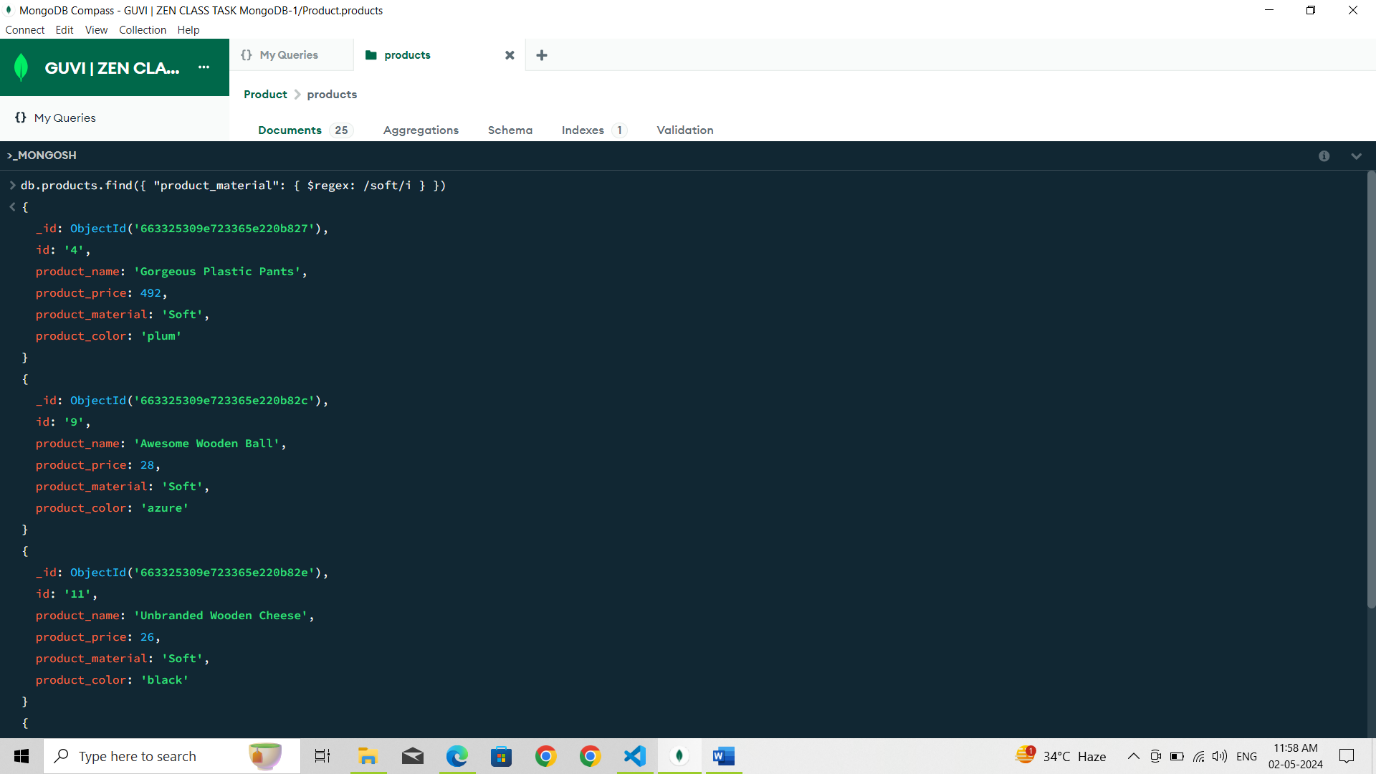 MongoDB Compass - GUVI | ZEN CLASS TASK MongoDB-1/Product.products
Connect Edit View Collection Help
GUVI | ZEN CLA... ...
{} My Queries
products
Product > products
{} My Queries
Documents 25 Aggregations Schema Indexes 1 Validation
>_MONGOSH
> db.products.find({ "product_material": { $regex: /soft/i } })
< {
_id: ObjectId('663325309e723365e220b827'),
id: '4',
product_name: 'Gorgeous Plastic Pants',
product_price: 492,
product_material: 'Soft',
product_color: 'plum'
}
{
_id: ObjectId('663325309e723365e220b82c'),
id: '9',
product_name: 'Awesome Wooden Ball',
product_price: 28,
product_material: 'Soft',
product_color: 'azure'
}
{
_id: ObjectId('663325309e723365e220b82e'),
id: '11',
product_name: 'Unbranded Wooden Cheese',
product_price: 26,
product_material: 'Soft',
product_color: 'black'
}
{
Type here to search
1
34°C Haze
ENG
11:58 AM
02-05-2024